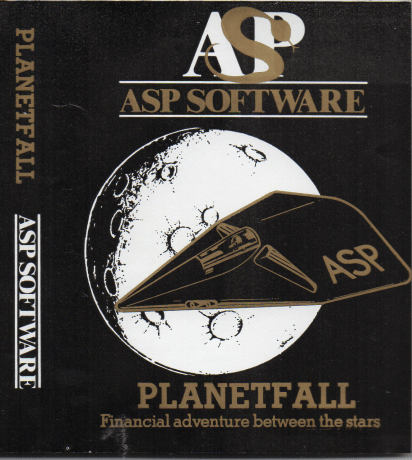 PLANETFALL
ASP SOFTWARE
ASP
ASP SOFTWARE
ASP
PLANETFALL
Financial adventure between the stars